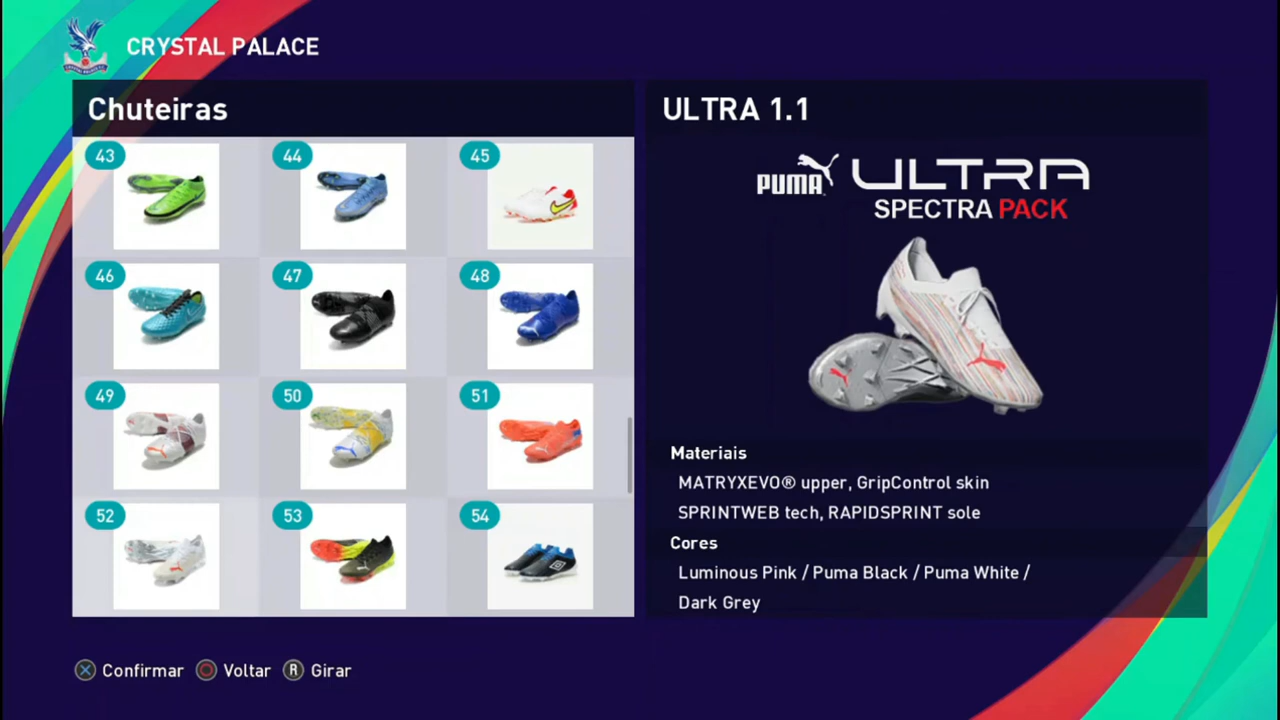 CRYSTAL PALACE
Chuteiras
43
44
45
46
47
48
49
50
51
52
53
54
ULTRA 1.1
PUMA ULTRA
SPECTRA PACK
Materiais
MATRYXEVO® upper, GripControl skin
SPRINTWEB tech, RAPIDSPRINT sole
Cores
Luminous Pink / Puma Black / Puma White /
Dark Grey
Confirmar
Voltar
R Girar